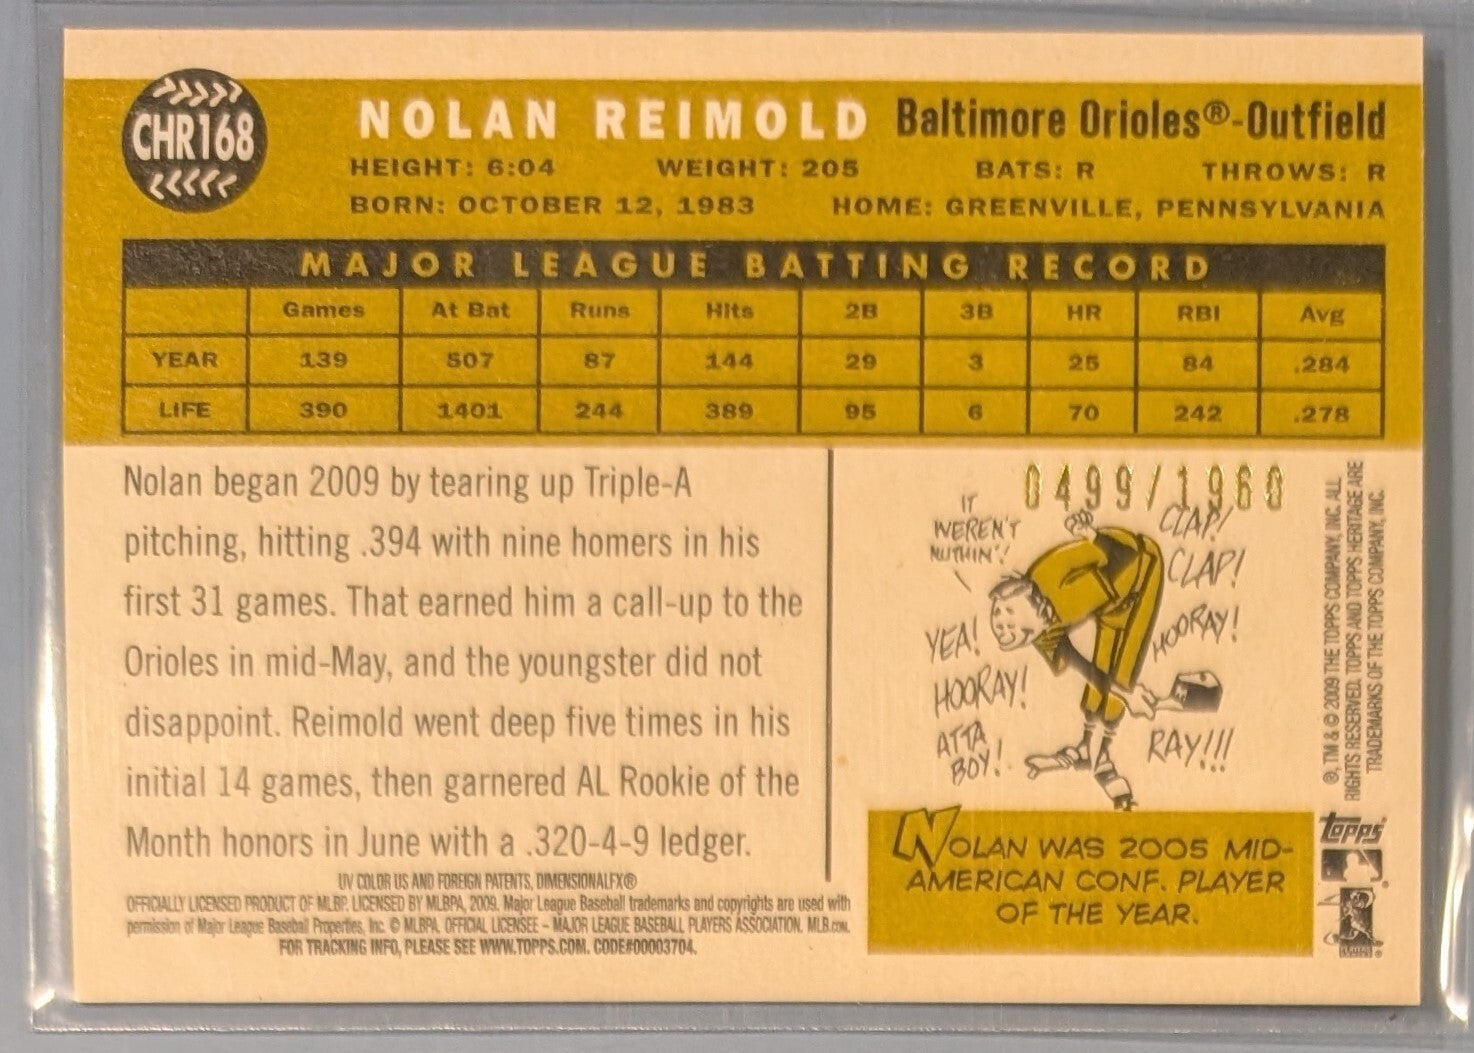 CHR168
NOLAN REIMOLD Baltimore Orioles®-Outfield
HEIGHT: 6:04 WEIGHT: 205 BATS: R THROWS: R
BORN: OCTOBER 12, 1983 HOME: GREENVILLE, PENNSYLVANIA
MAJOR LEAGUE BATTING RECORD
Games At Bat Runs Hits 2B 3B HR RBI Avg
YEAR 139 507 87 144 29 3 25 84 .284
LIFE 390 1401 244 389 95 6 70 242 .278
Nolan began 2009 by tearing up Triple-A
pitching, hitting .394 with nine homers in his
first 31 games. That earned him a call-up to the
Orioles in mid-May, and the youngster did not
disappoint. Reimold went deep five times in his
initial 14 games, then garnered AL Rookie of the
Month honors in June with a .320-4-9 ledger.
UV COLOR US AND FOREIGN PATENTS, DIMENSIONALFX®
OFFICIALLY LICENSED PRODUCT OF MLBP. LICENSED BY MLBPA, 2009. Major League Baseball trademarks and copyrights are used with
permission of Major League Baseball Properties, Inc. © MLBPA. OFFICIAL LICENSEE – MAJOR LEAGUE BASEBALL PLAYERS ASSOCIATION. MLB.COM.
FOR TRACKING INFO, PLEASE SEE WWW.TOPPS.COM. CODE#00003704.
0499/1960
IT
WEREN'T
NUTHIN'!
CLAP!
CLAP!
HOORAY!
YEA!
HOORAY!
ATTA
BOY!
RAY!!!
NOLAN WAS 2005 MID-
AMERICAN CONF. PLAYER
OF THE YEAR.
®, TM & © 2009 THE TOPPS COMPANY, INC. ALL
RIGHTS RESERVED. TOPPS AND TOPPS HERITAGE ARE
TRADEMARKS OF THE TOPPS COMPANY, INC.
topps®